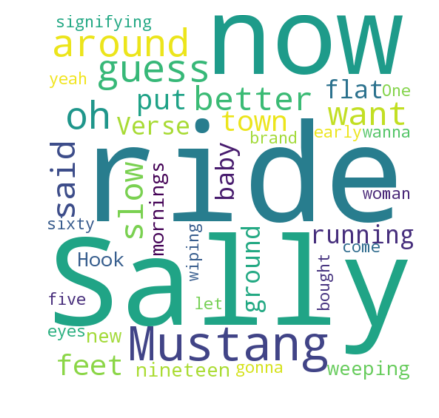 signifying
now
around
guess
yeah
put
better
flat
One
oh
Verse
town
want
brand
early
wanna
ride
said
slow
mornings
baby
woman
sixty
running
Hook
wiping
ground
come
Sally
bought
five
let
eyes
new
Mustang
feet
nineteen
gonna
weeping